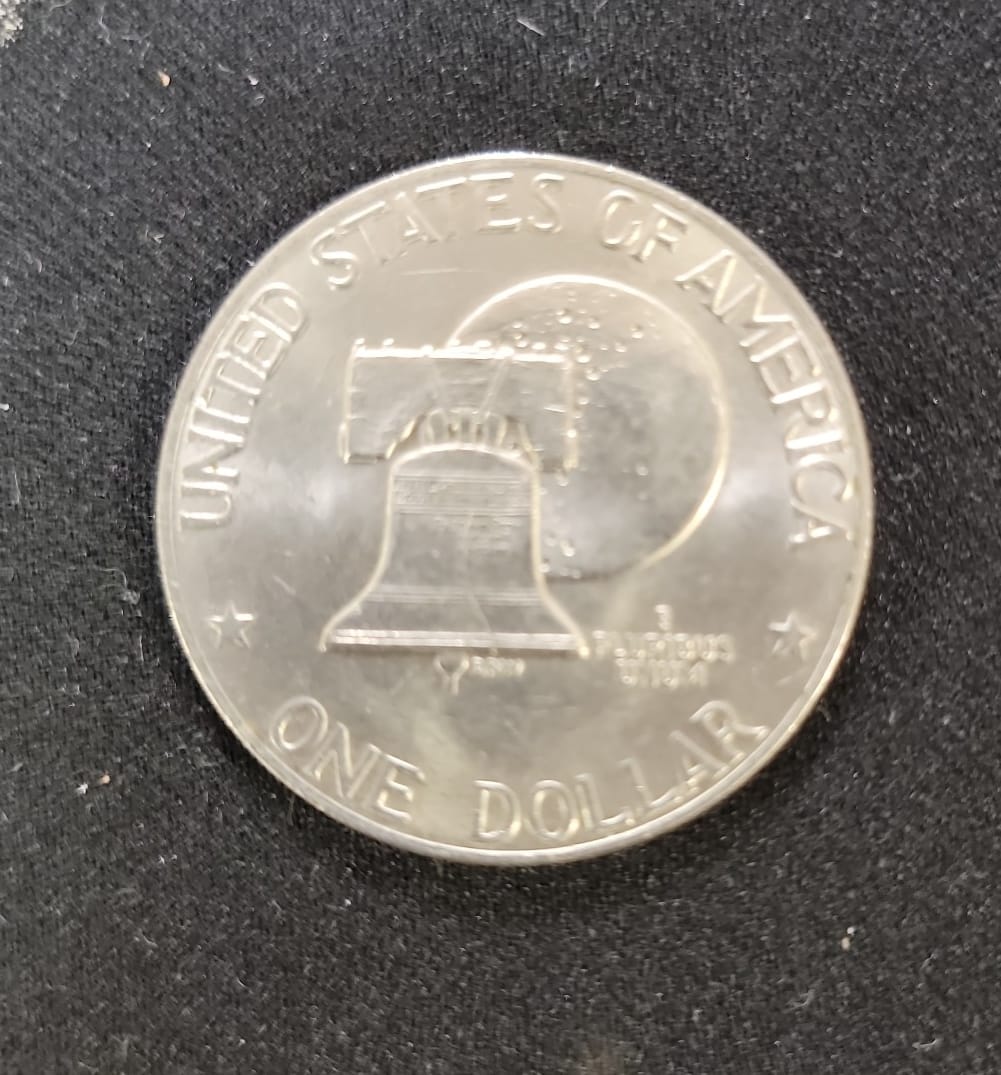 UNITED STATES OF AMERICA
E
PLURIBUS
UNUM
ONE DOLLAR